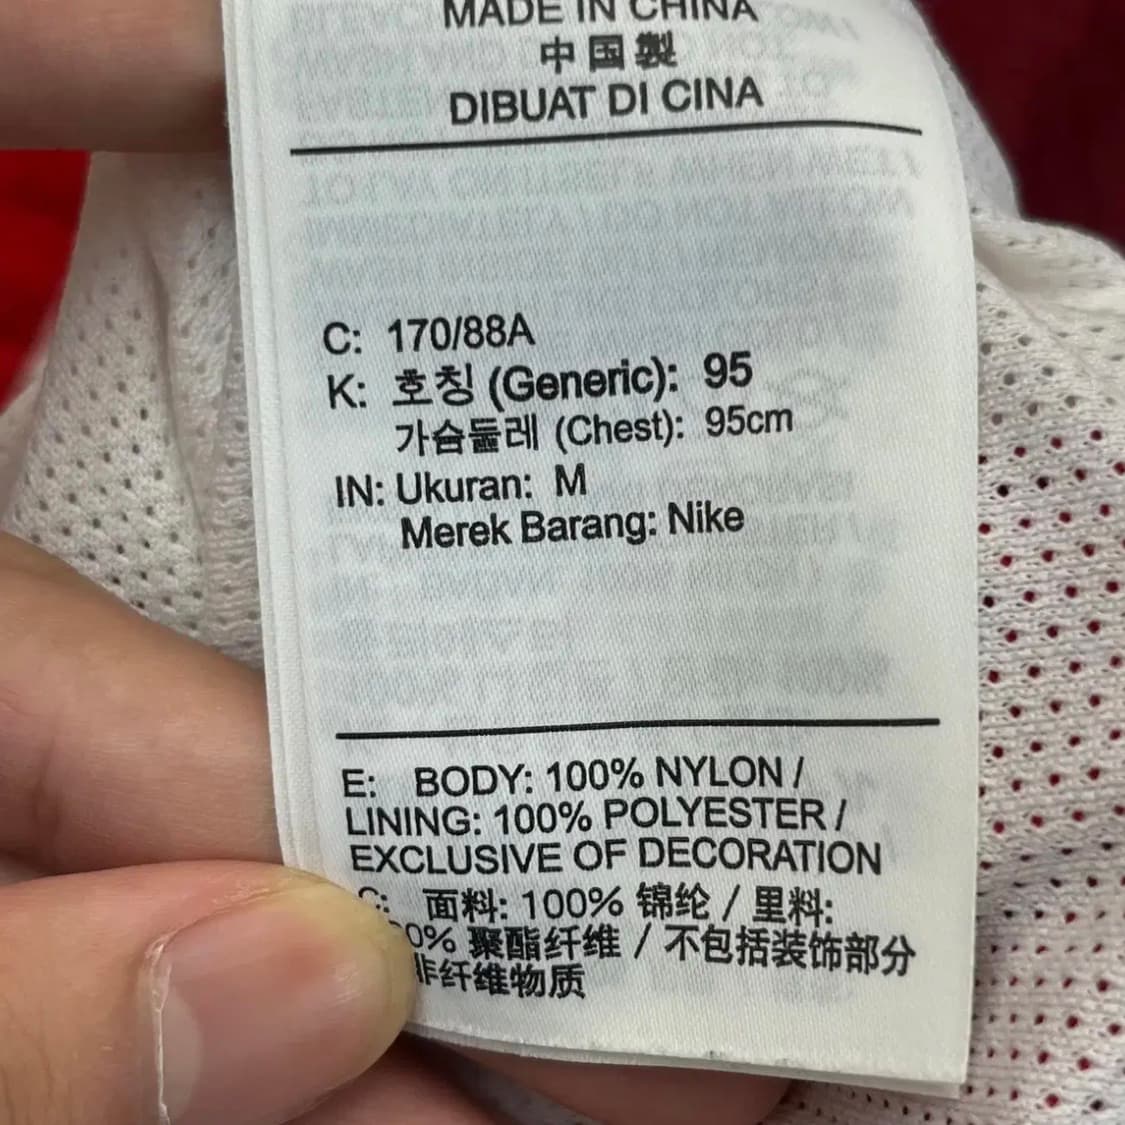 MADE IN CHINA
中国製
DIBUAT DI CINA
C: 170/88A
K: 호칭 (Generic): 95
가슴둘레 (Chest): 95cm
IN: Ukuran: M
Merek Barang: Nike
E: BODY: 100% NYLON /
LINING: 100% POLYESTER /
EXCLUSIVE OF DECORATION
C: 面料: 100% 锦纶 / 里料:
00% 聚酯纤维 / 不包括装饰部分
非纤维物质